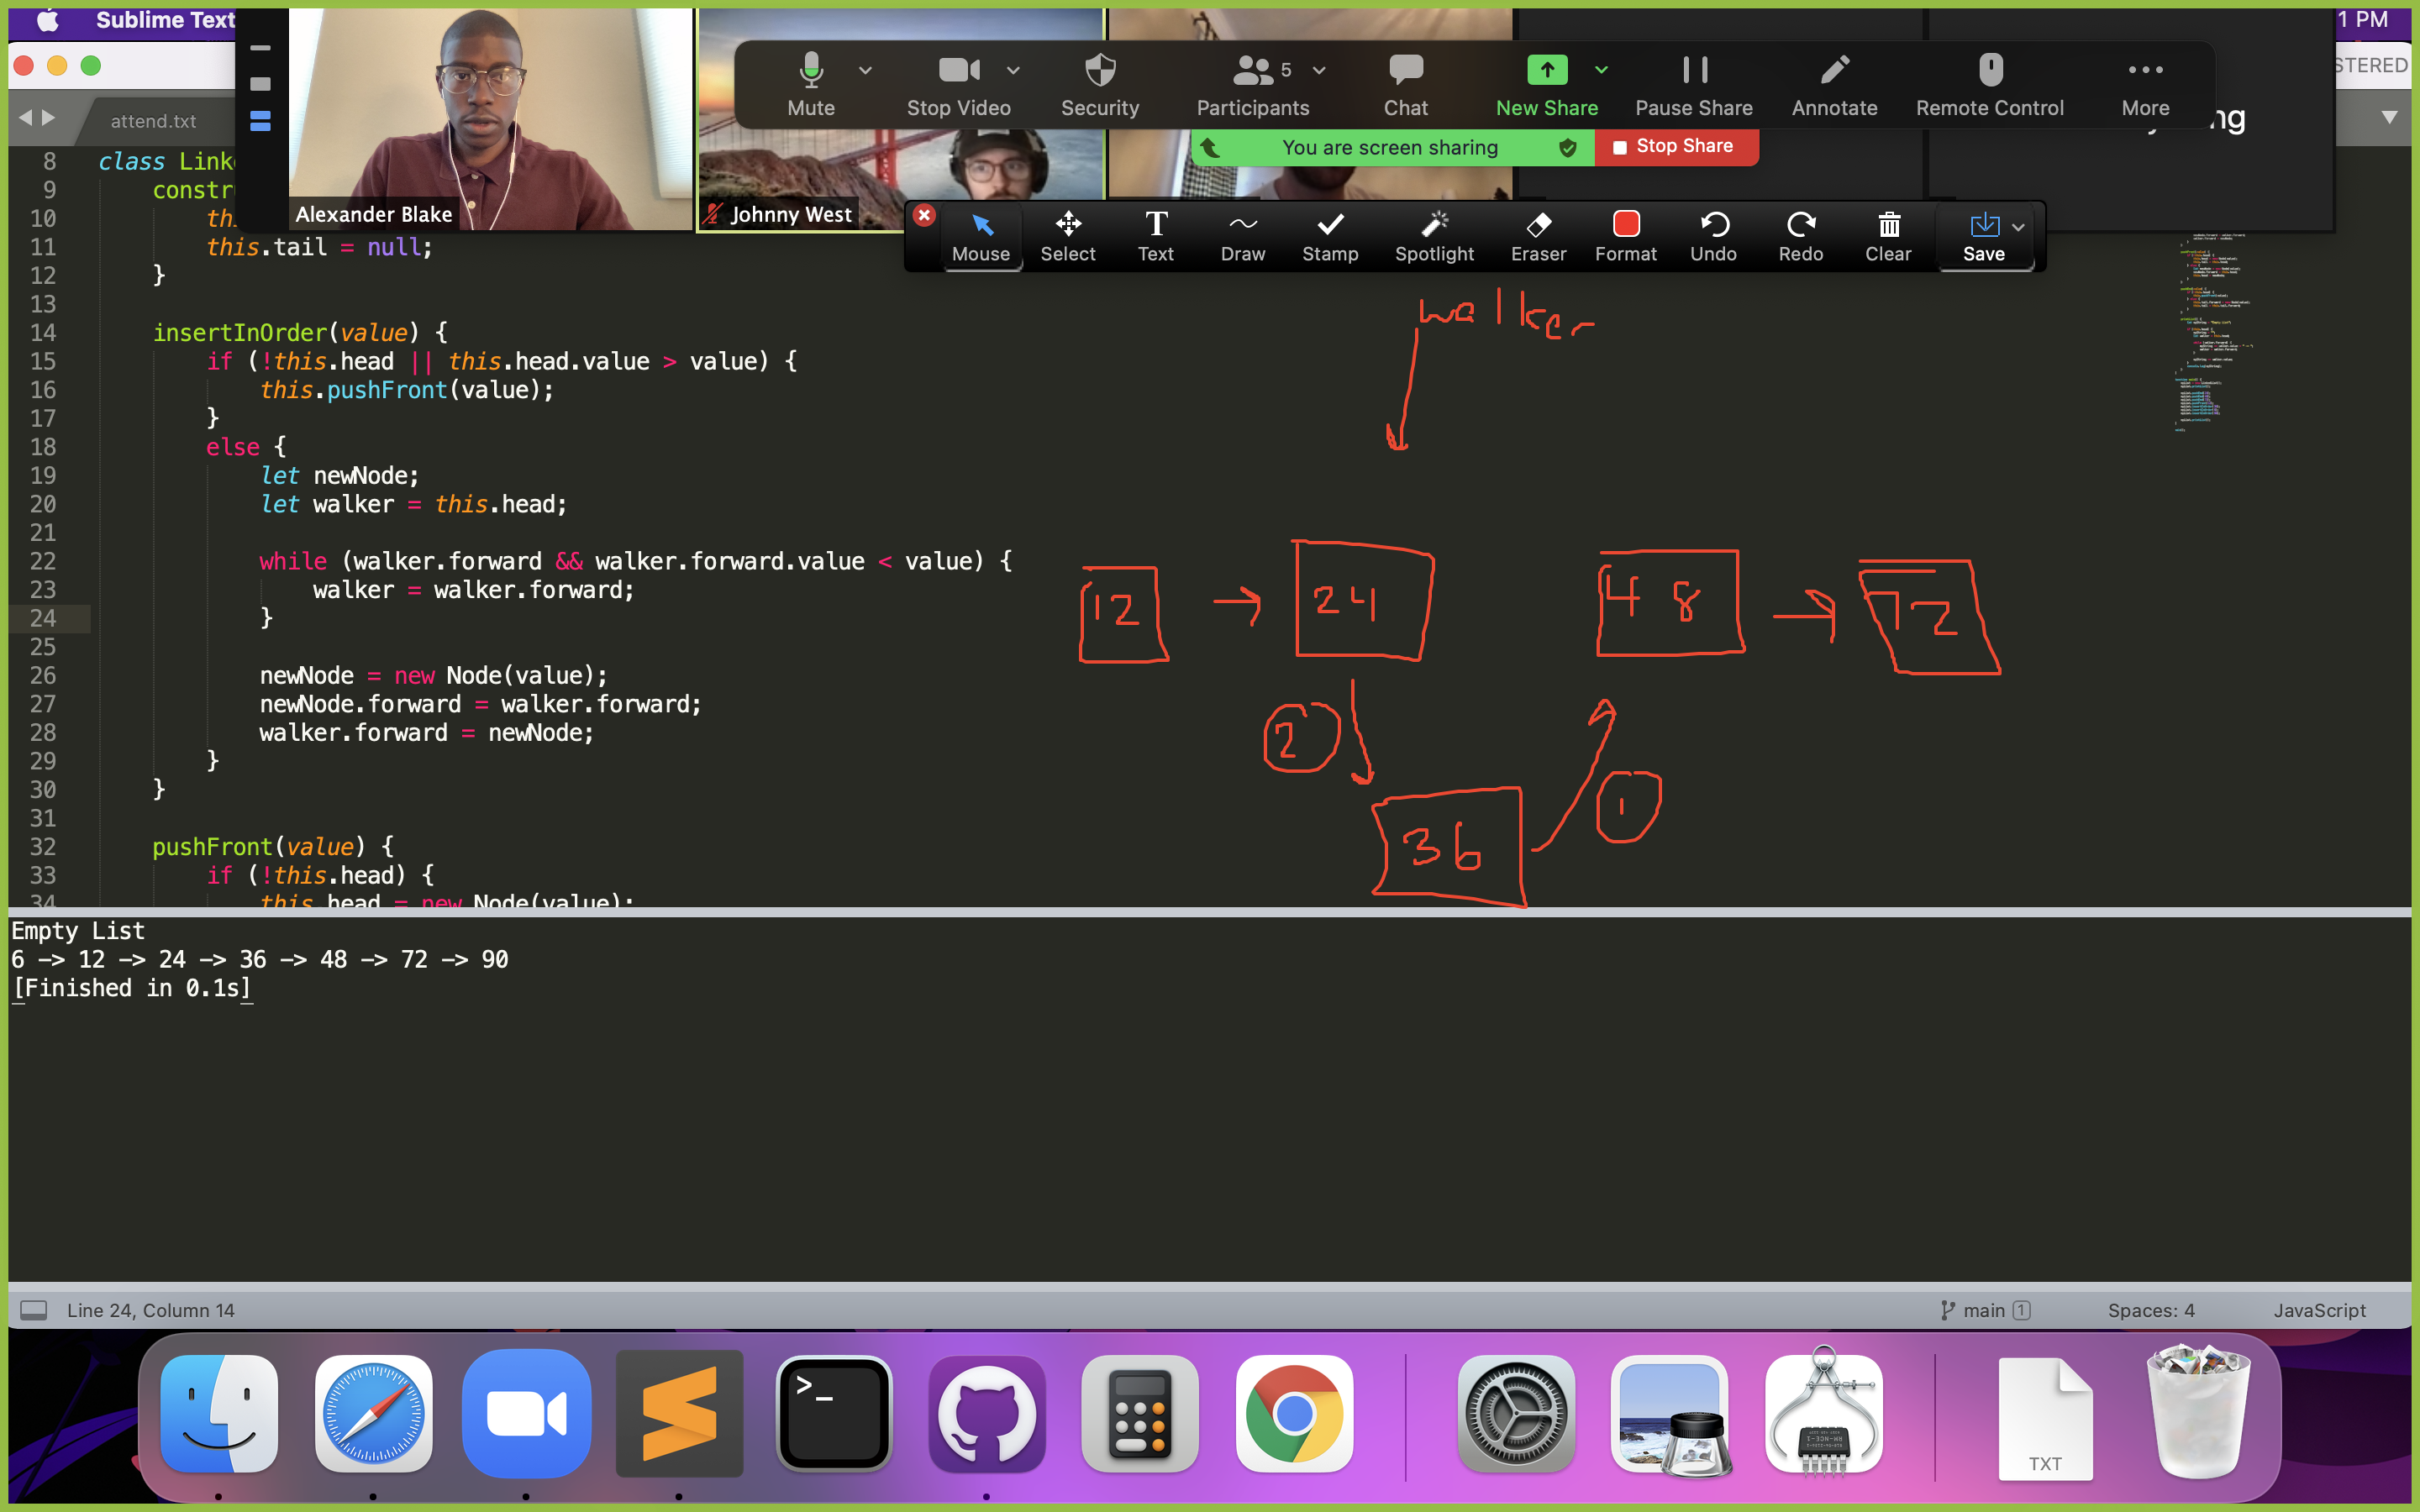 Sublime Text
1 PM
STERED
Mute
Stop Video
Security
Participants
5
Chat
New Share
Pause Share
Annotate
Remote Control
More
ng
You are screen sharing
Stop Share
attend.txt
Alexander Blake
Johnny West
Mouse
Select
Text
Draw
Stamp
Spotlight
Eraser
Format
Undo
Redo
Clear
Save
8 class Link
9 constr
10 thi
11 this.tail = null;
12 }
13
14 insertInOrder(value) {
15 if (!this.head || this.head.value > value) {
16 this.pushFront(value);
17 }
18 else {
19 let newNode;
20 let walker = this.head;
21
22 while (walker.forward && walker.forward.value < value) {
23 walker = walker.forward;
24 }
25
26 newNode = new Node(value);
27 newNode.forward = walker.forward;
28 walker.forward = newNode;
29 }
30 }
31
32 pushFront(value) {
33 if (!this.head) {
34 this.head = new Node(value);
walker
12 → 24
48 → 72
2
1
36
Empty List
6 -> 12 -> 24 -> 36 -> 48 -> 72 -> 90
[Finished in 0.1s]
Line 24, Column 14
main 1
Spaces: 4
JavaScript
>_
TXT